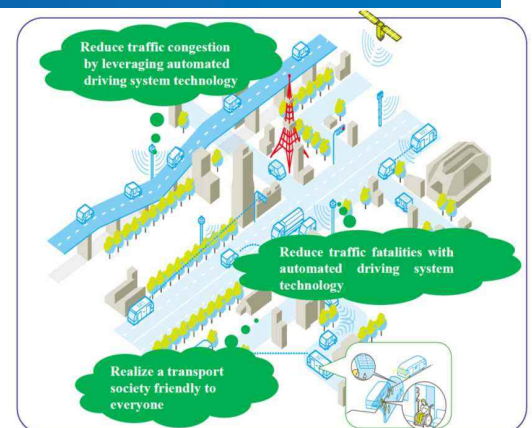 Reduce traffic congestion
by leveraging automated
driving system technology
Reduce traffic fatalities with
automated driving system
technology
Realize a transport
society friendly to
everyone